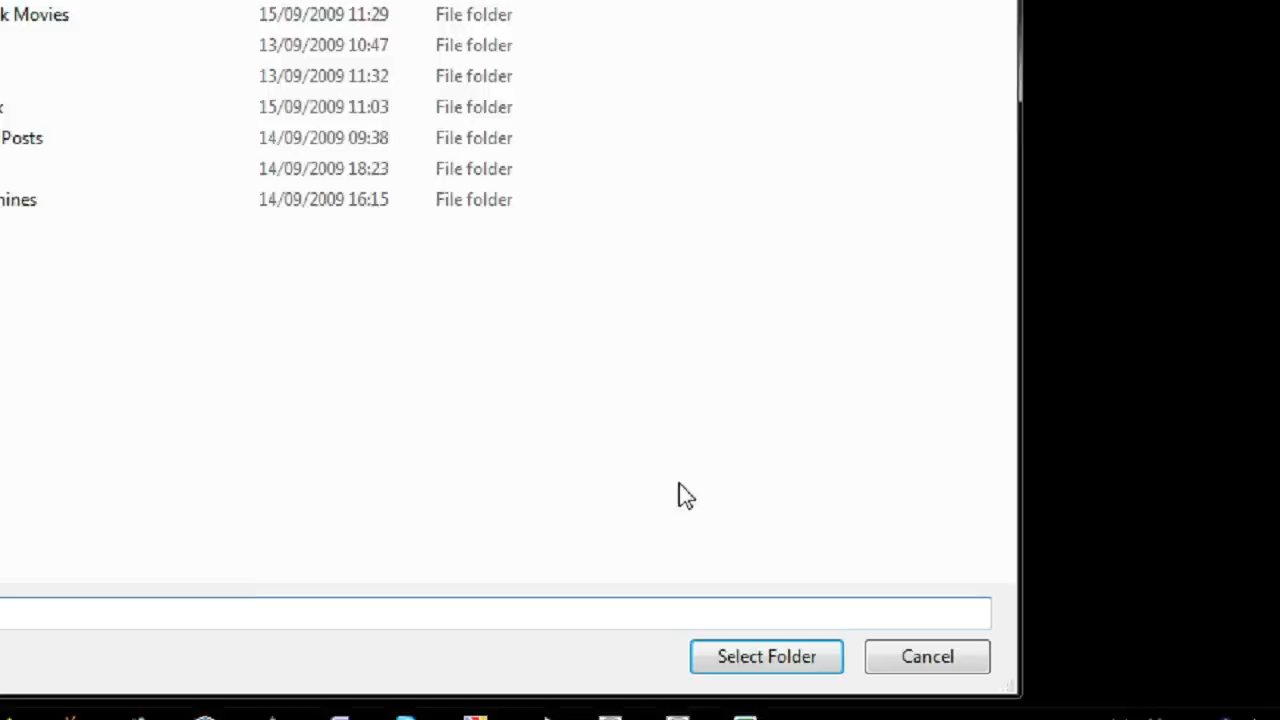 k Movies 15/09/2009 11:29 File folder
13/09/2009 10:47 File folder
13/09/2009 11:32 File folder
15/09/2009 11:03 File folder
Posts 14/09/2009 09:38 File folder
14/09/2009 18:23 File folder
hines 14/09/2009 16:15 File folder
Select Folder Cancel